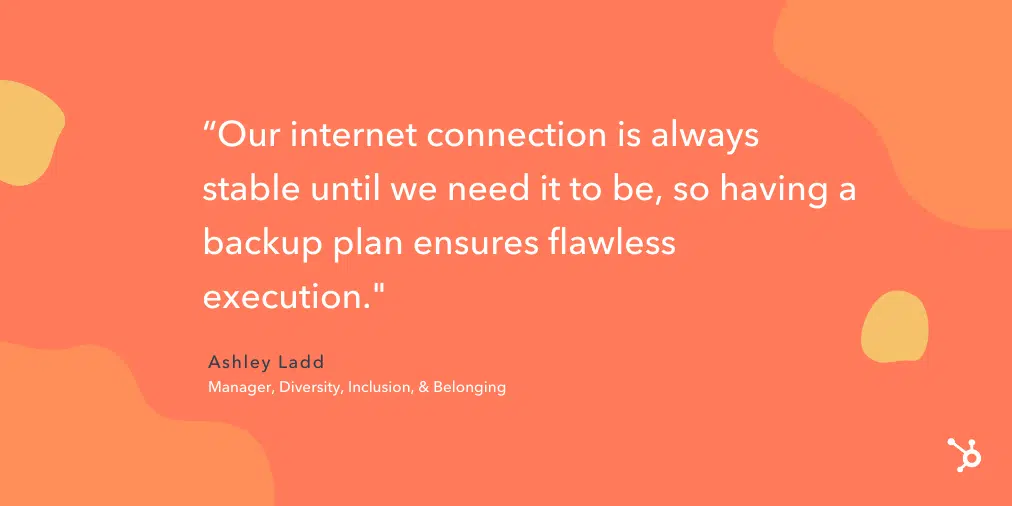 “Our internet connection is always
stable until we need it to be, so having a
backup plan ensures flawless
execution."
Ashley Ladd
Manager, Diversity, Inclusion, & Belonging